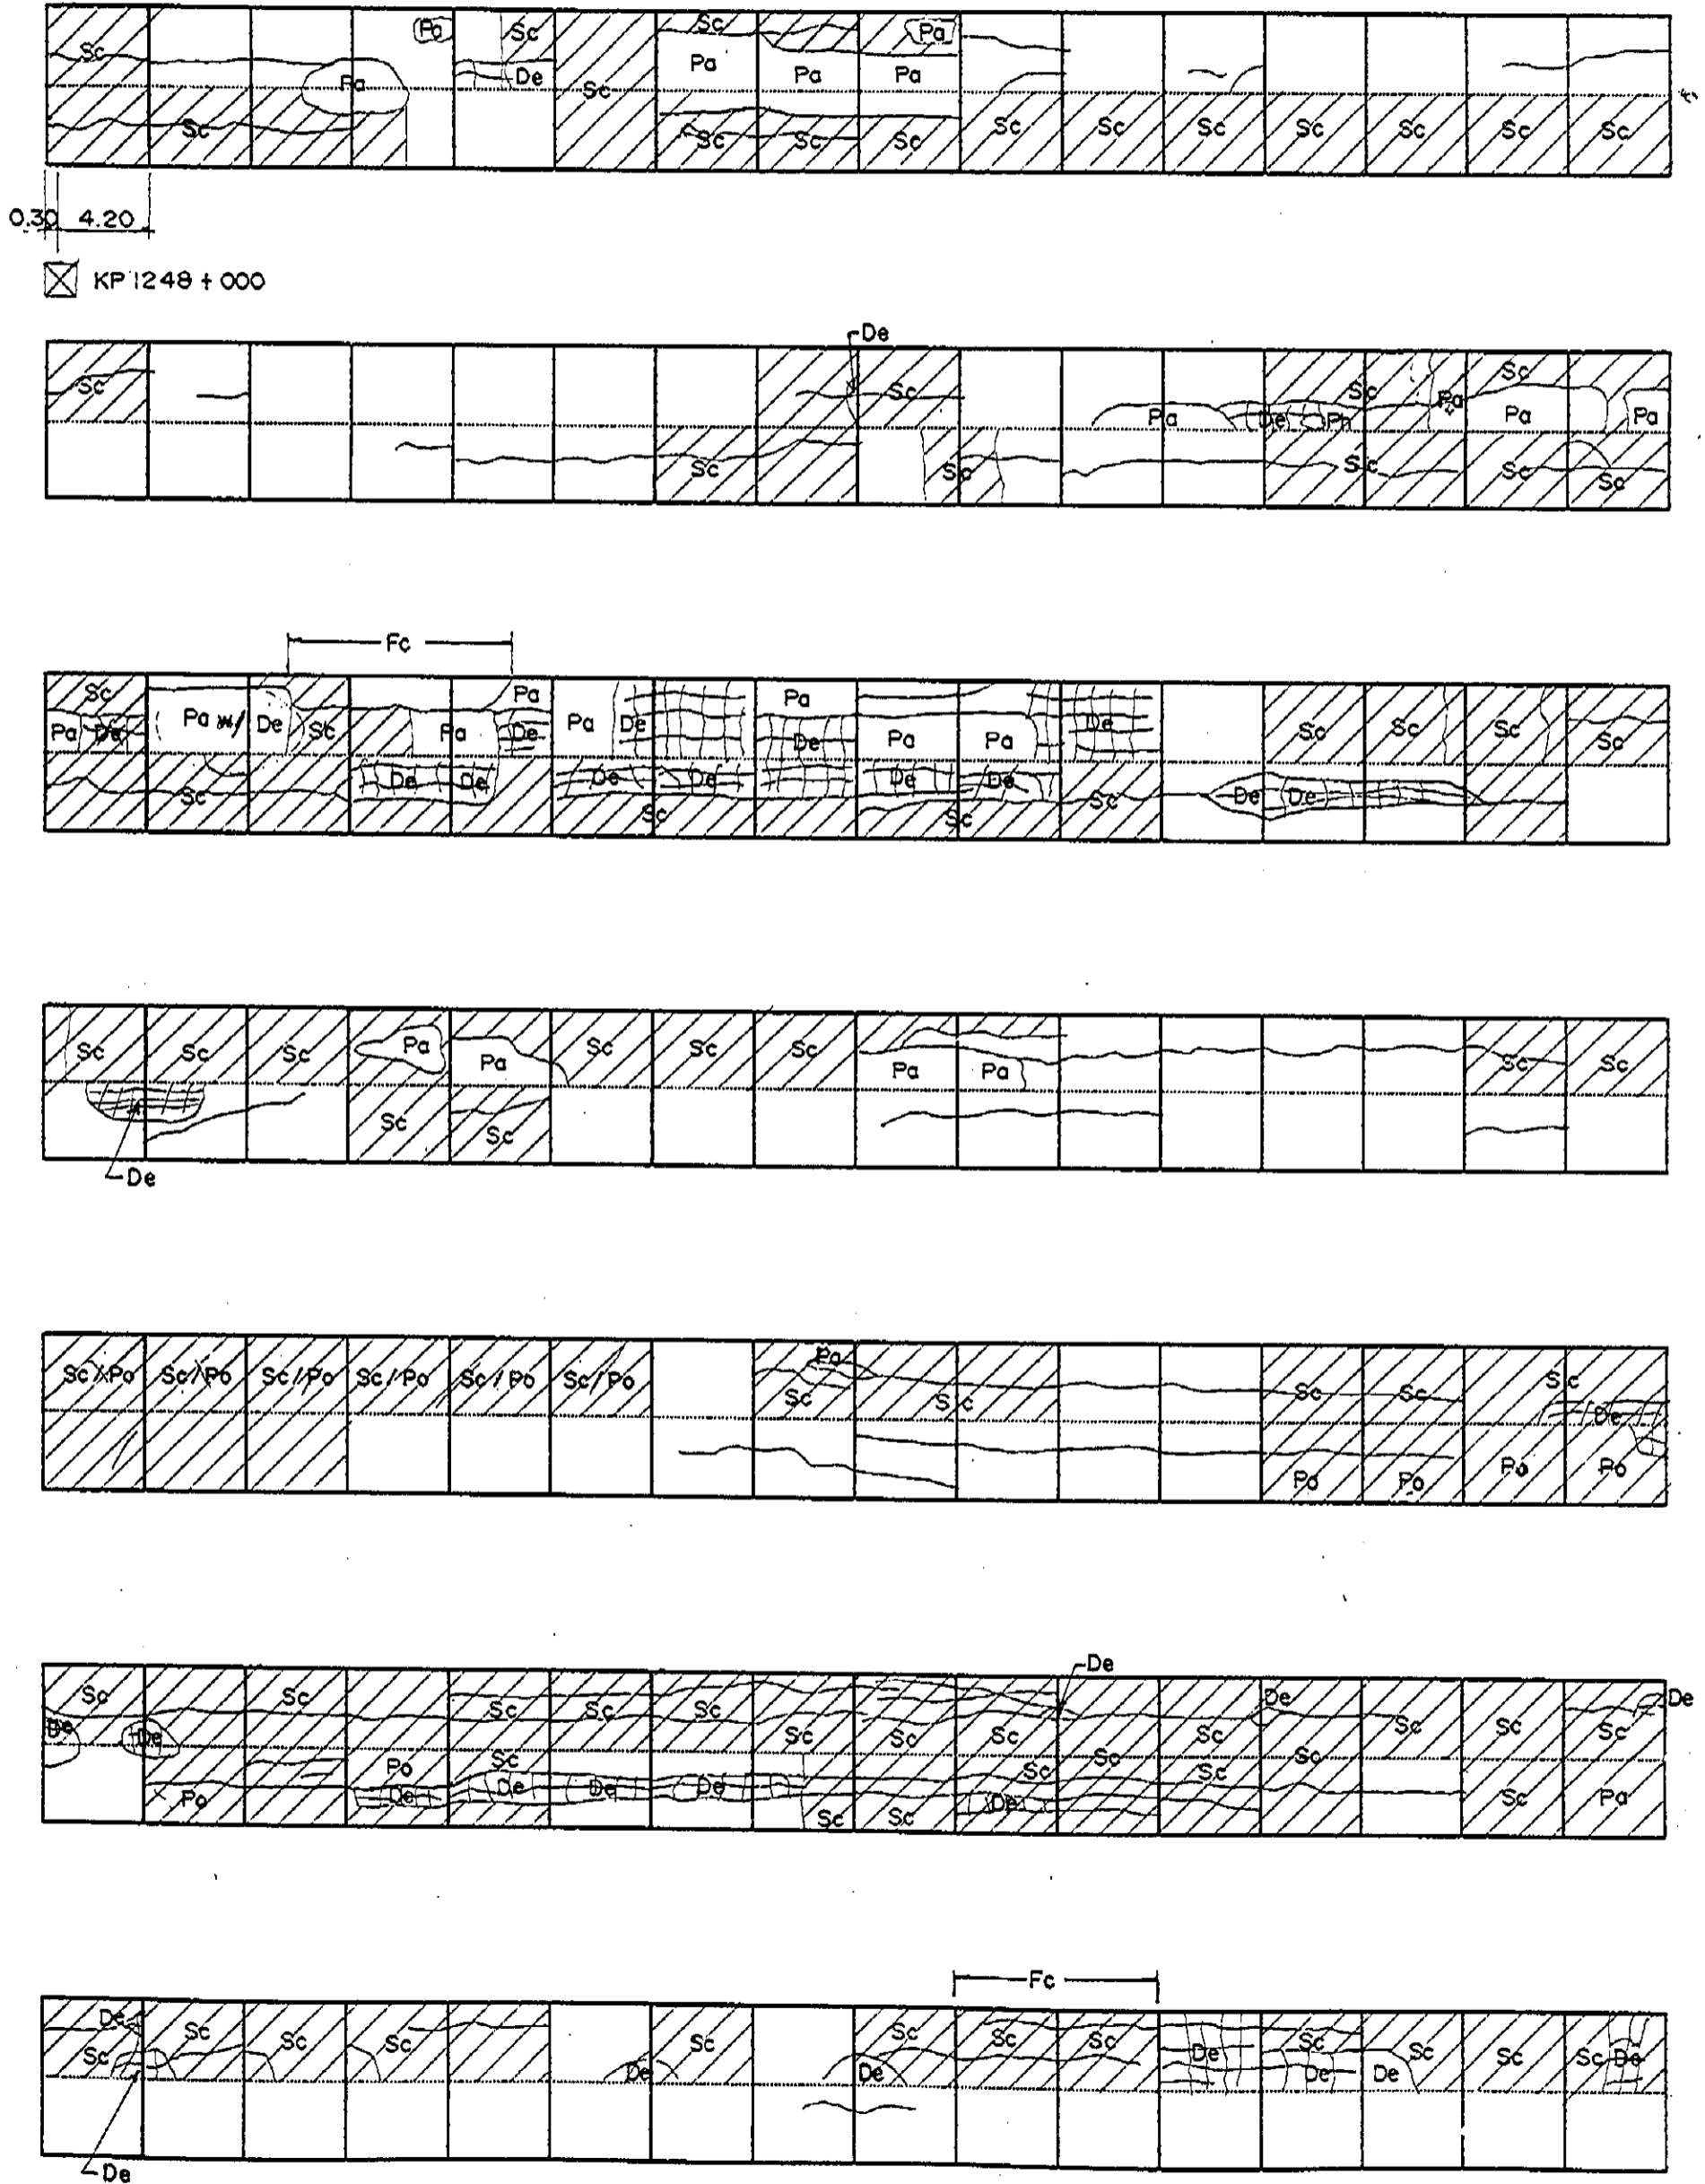 Sc Po Sc Sc Pa
Pa De Sc Pa Pa Pa
Sc Sc Sc Sc Sc Sc Sc Sc Sc Sc Sc
0.30 4.20
KP 1248 + 000
De
Sc Sc Sc Pa Sc
Pa De Ph Pa Pa
Sc Sc Sc Sc Sc
Fc
Sc Pa w/ De Pa Pa De Pa De
Pa De Sc Pa De De Pa Pa Sc Sc Sc Sc
Sc De De De De De De Sc De De
Sc Sc
Sc Sc Sc Pa Pa Sc Sc Sc Pa Pa Sc Sc
Sc Sc
De
Sc/Po Sc/Po Sc/Po Sc/Po Sc/Po Sc/Po Pa Sc Sc Sc Sc Sc
De
Po Po Po Po
De
Sc Sc Sc Sc Sc De De
De De Sc Sc Sc Sc Sc Sc Sc
Po Sc Sc Sc Sc Sc
Po De De De De De Sc Pa
Sc Sc
Fc
De Sc Sc Sc Sc Sc Sc Sc Sc Sc
Sc De De De De De Sc Sc De
De